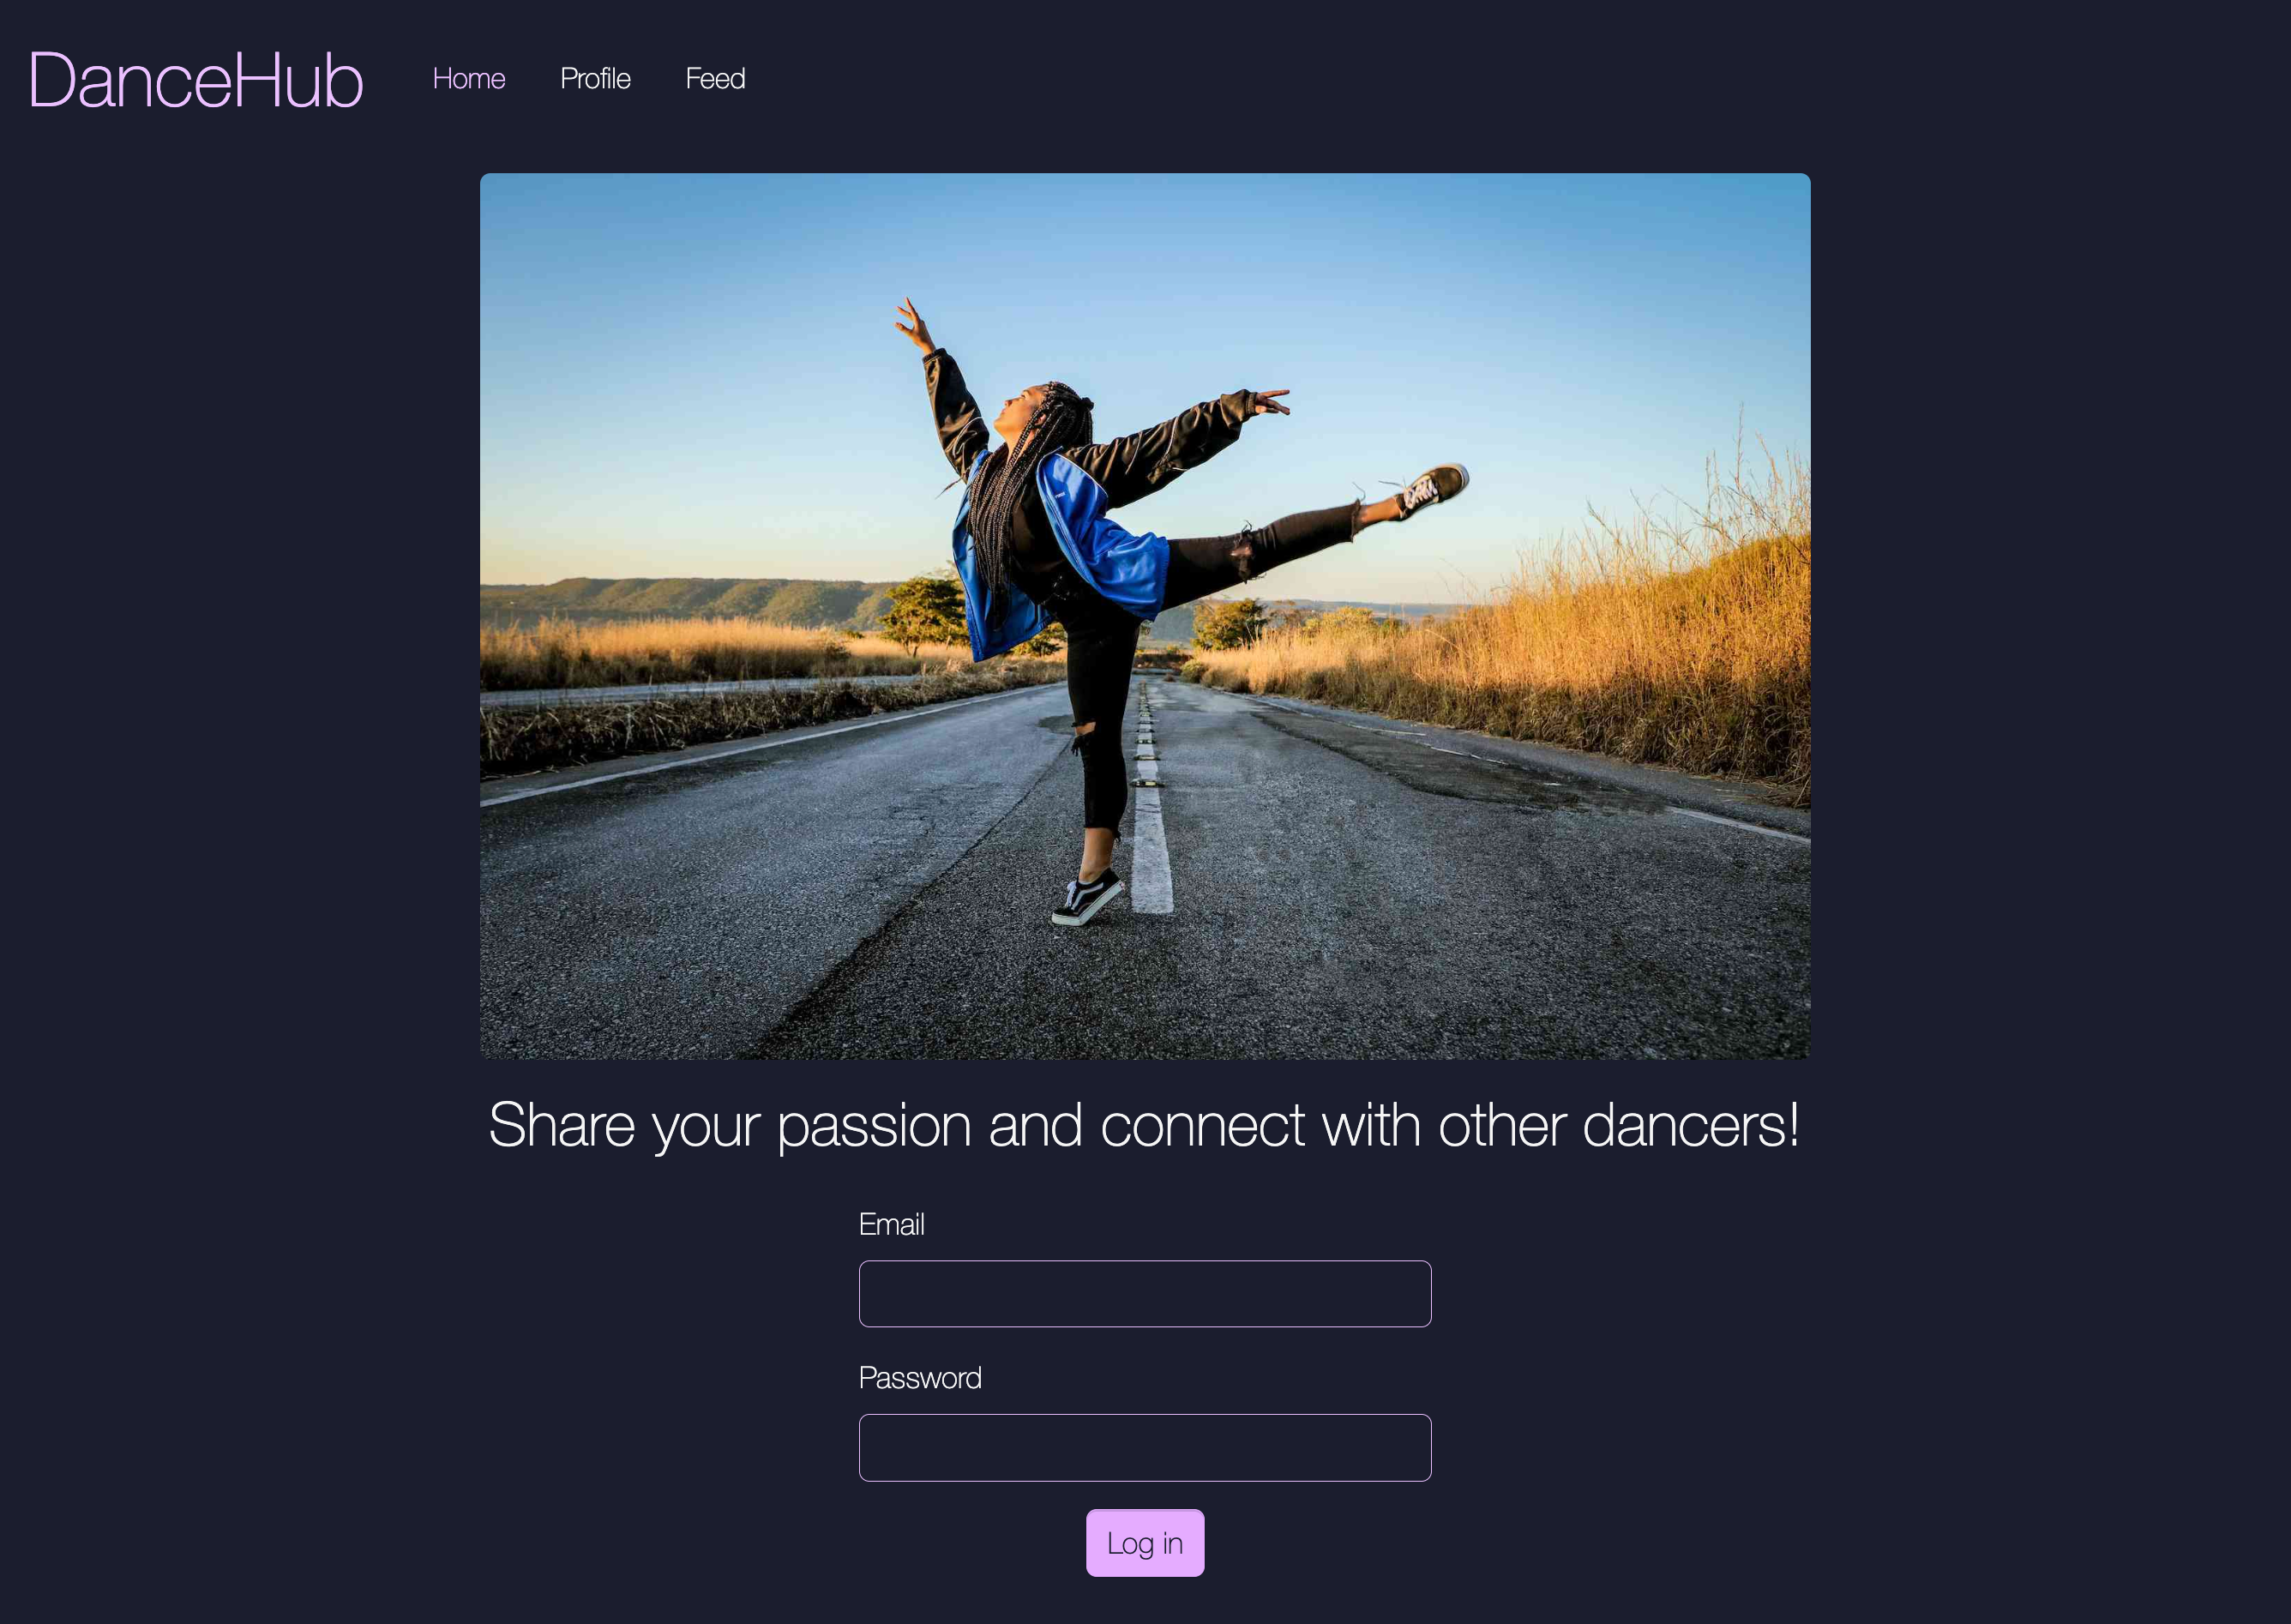 DanceHub Home Profile Feed
Share your passion and connect with other dancers!
Email
Password
Log in